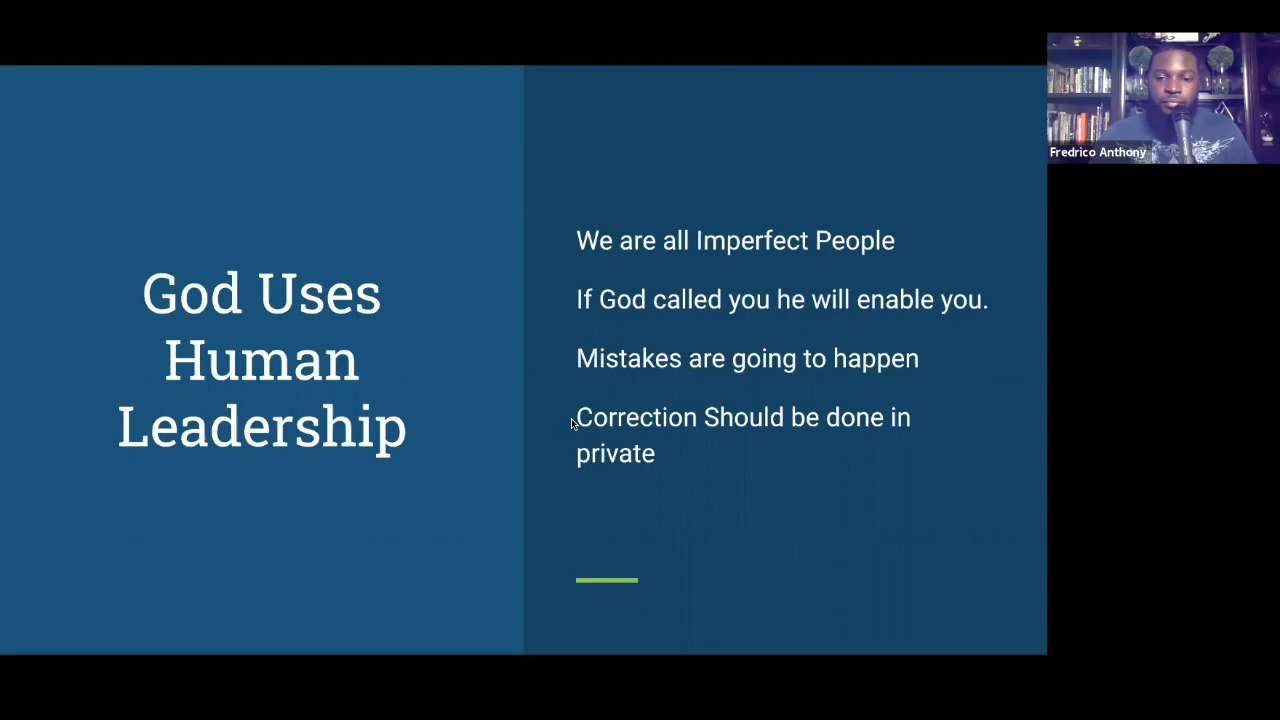 God Uses
Human
Leadership
We are all Imperfect People
If God called you he will enable you.
Mistakes are going to happen
Correction Should be done in
private
Fredrico Anthony